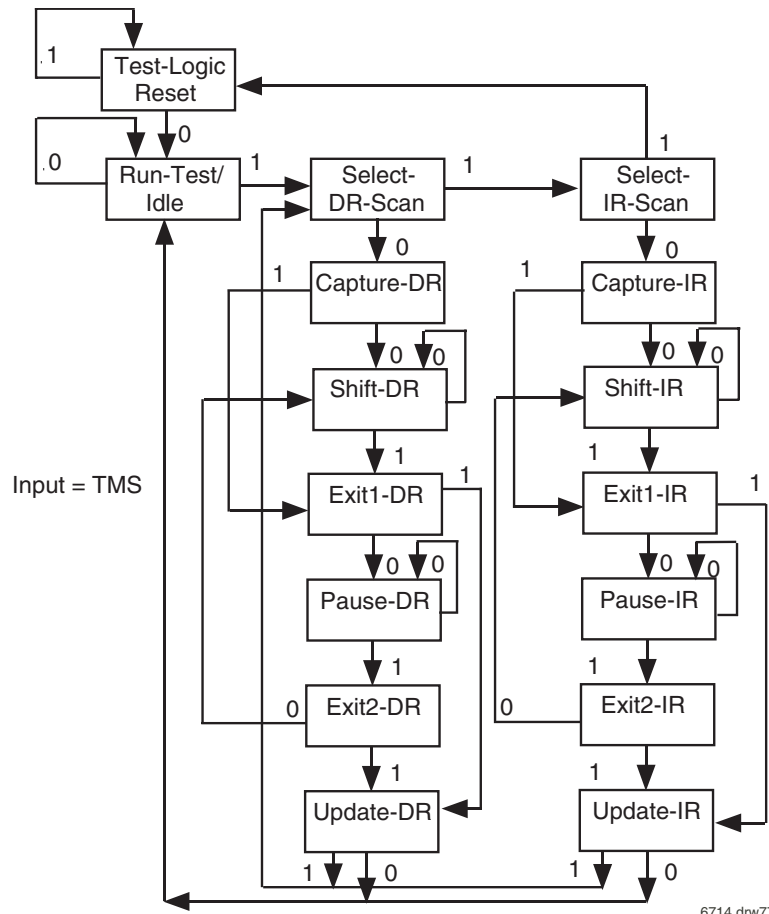 .1
Test-Logic
Reset
0
1
.0
Run-Test/
Idle
1
Select-
DR-Scan
1
Select-
IR-Scan
0
0
1
Capture-DR
1
Capture-IR
0
0
0
0
Shift-DR
Shift-IR
1
1
Input = TMS
Exit1-DR
1
Exit1-IR
1
0
0
0
0
Pause-DR
Pause-IR
1
1
0
Exit2-DR
0
Exit2-IR
1
1
Update-DR
Update-IR
1
0
1
0